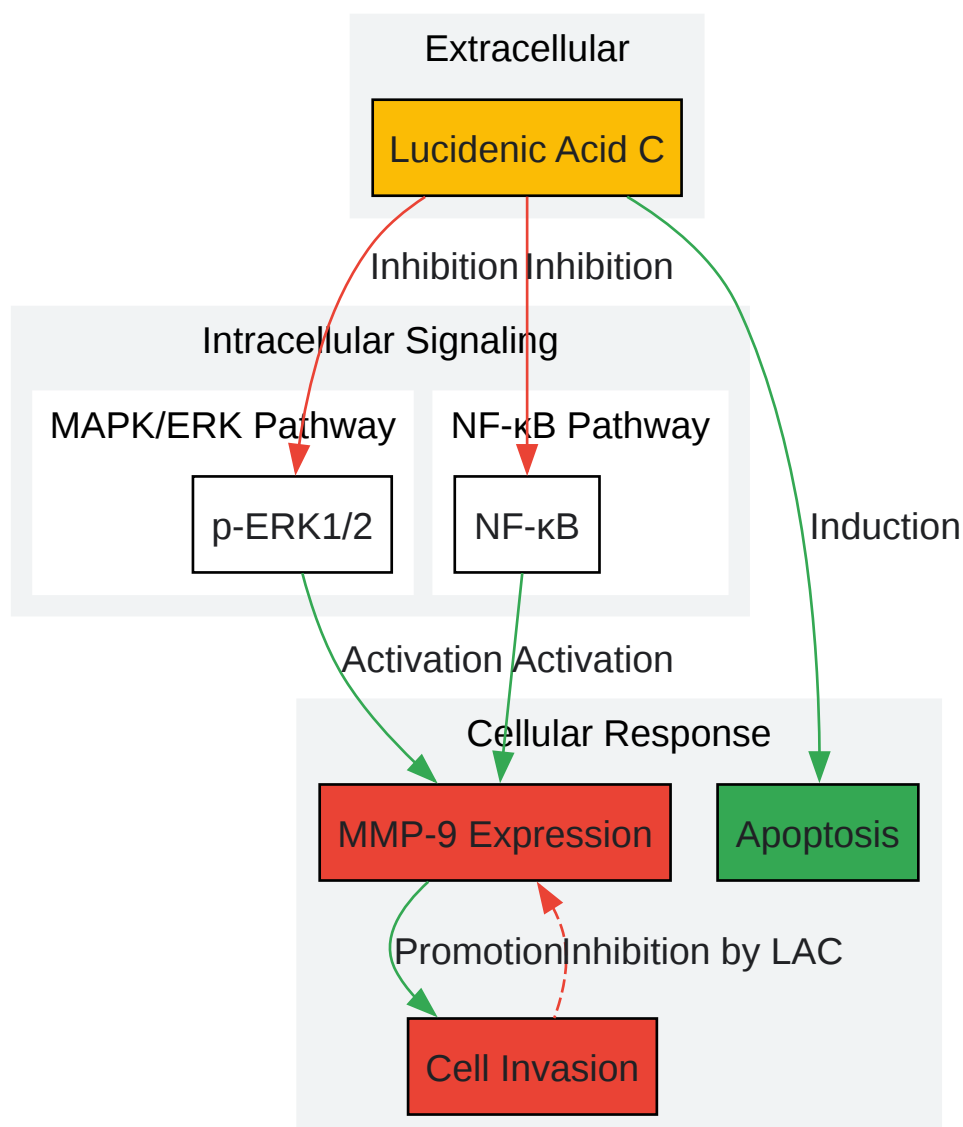 Extracellular
Lucidenic Acid C
Inhibition
Inhibition
Intracellular Signaling
MAPK/ERK Pathway
NF-κB Pathway
p-ERK1/2
NF-κB
Induction
Activation
Activation
Cellular Response
MMP-9 Expression
Apoptosis
Promotion
Inhibition by LAC
Cell Invasion